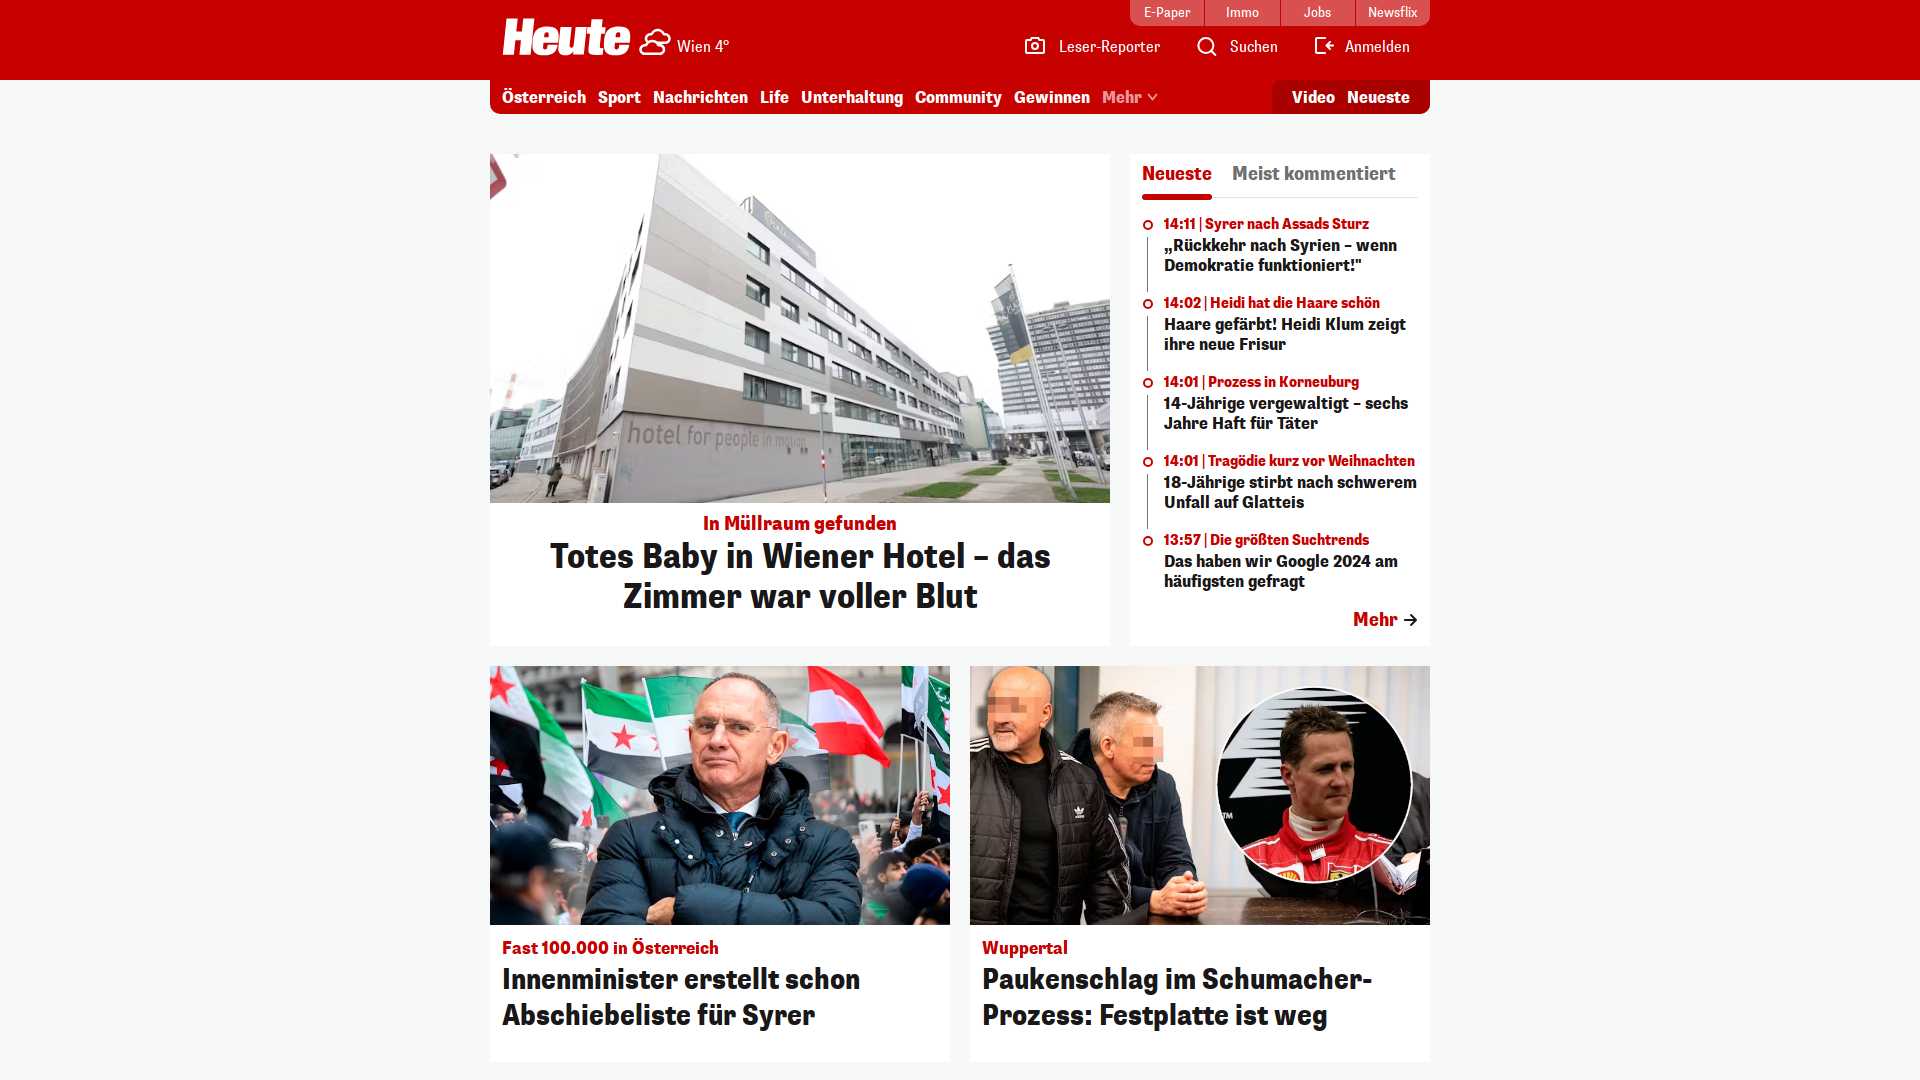 E-Paper Immo Jobs Newsflix
Heute Wien 4° Leser-Reporter Suchen Anmelden
Österreich Sport Nachrichten Life Unterhaltung Community Gewinnen Mehr Video Neueste
hotel for people in motion
In Müllraum gefunden
Totes Baby in Wiener Hotel – das
Zimmer war voller Blut
Neueste Meist kommentiert
14:11 | Syrer nach Assads Sturz
„Rückkehr nach Syrien – wenn
Demokratie funktioniert!"
14:02 | Heidi hat die Haare schön
Haare gefärbt! Heidi Klum zeigt
ihre neue Frisur
14:01 | Prozess in Korneuburg
14-Jährige vergewaltigt – sechs
Jahre Haft für Täter
14:01 | Tragödie kurz vor Weihnachten
18-Jährige stirbt nach schwerem
Unfall auf Glatteis
13:57 | Die größten Suchtrends
Das haben wir Google 2024 am
häufigsten gefragt
Mehr
Fast 100.000 in Österreich
Innenminister erstellt schon
Abschiebeliste für Syrer
TM
Wuppertal
Paukenschlag im Schumacher-
Prozess: Festplatte ist weg